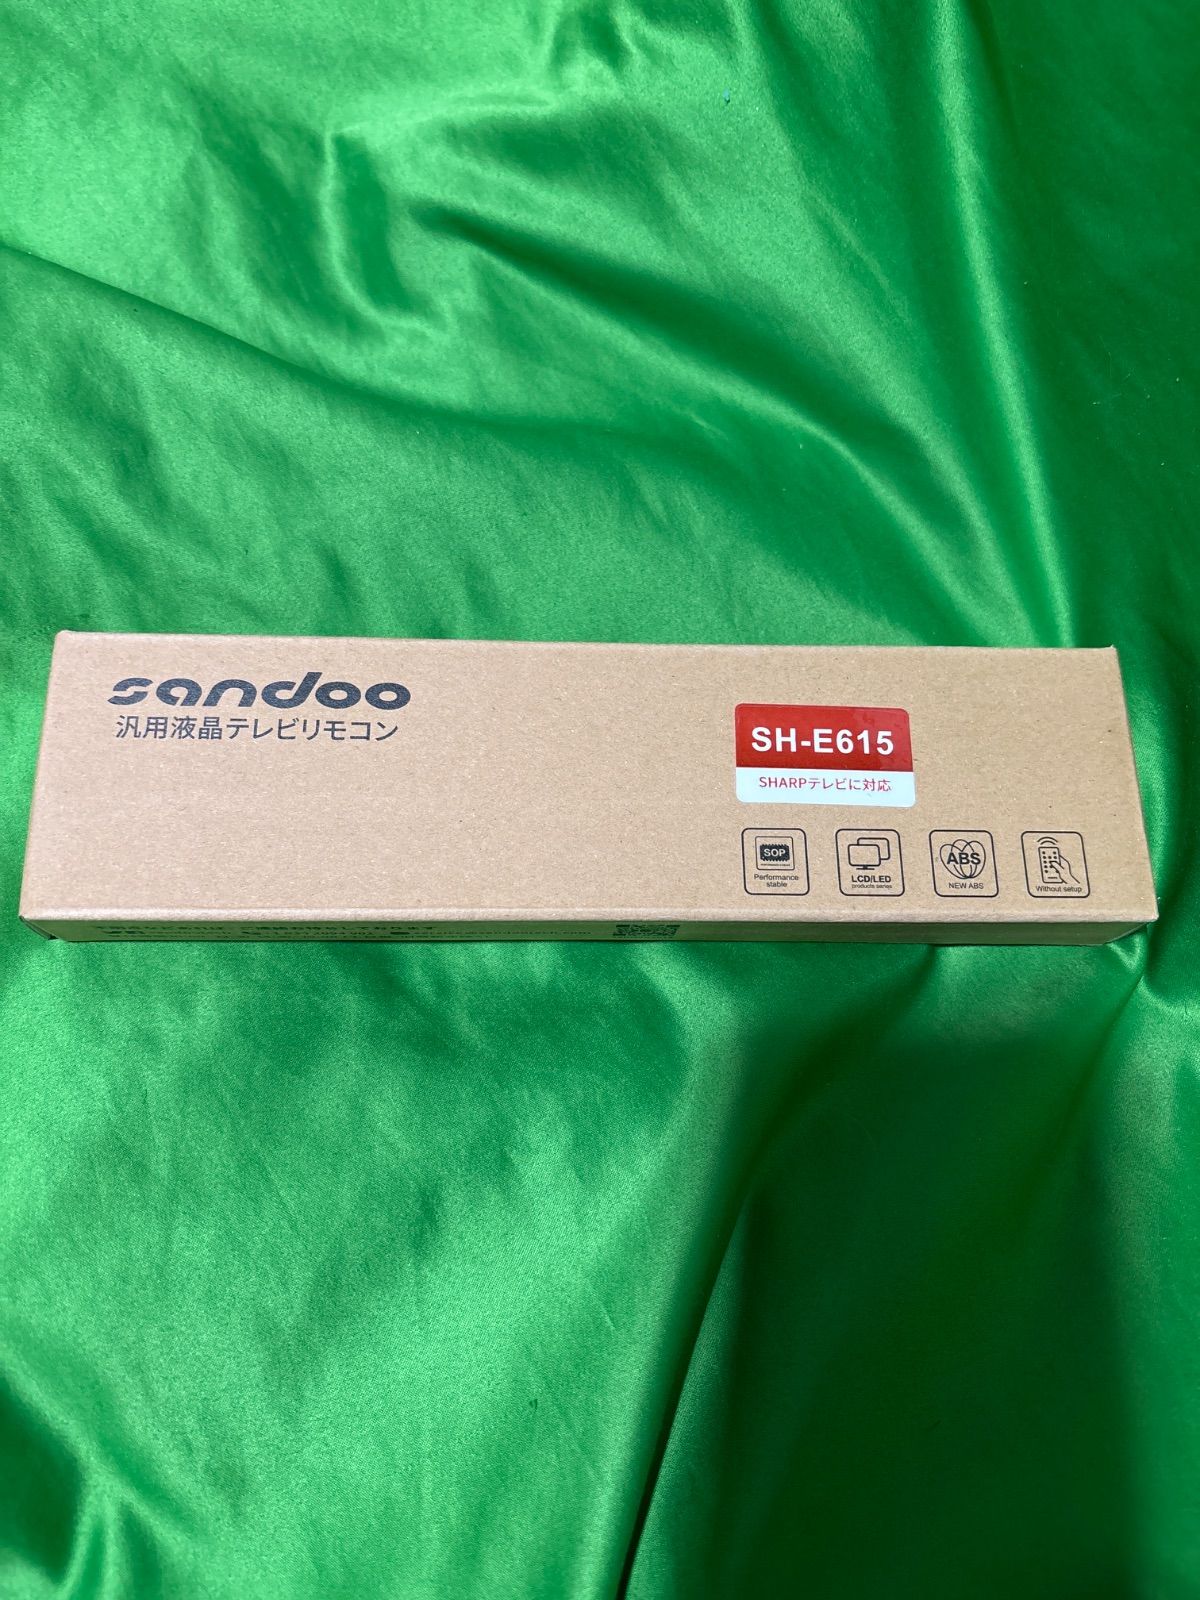 sandoo
汎用液晶テレビリモコン
SH-E615
SHARPテレビに対応
SOP
Performance
stable
LCD/LED
products series
ABS
NEW ABS
Without setup